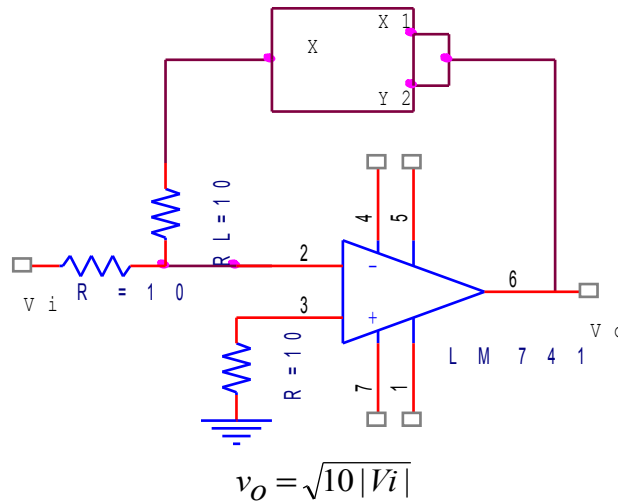 X 1
X
Y 2
R L = 1 0
4
5
2
6
V i
R = 1 0
3
V o
R = 1 0
L M 7 4 1
7
1
v_o = √10 | Vi |